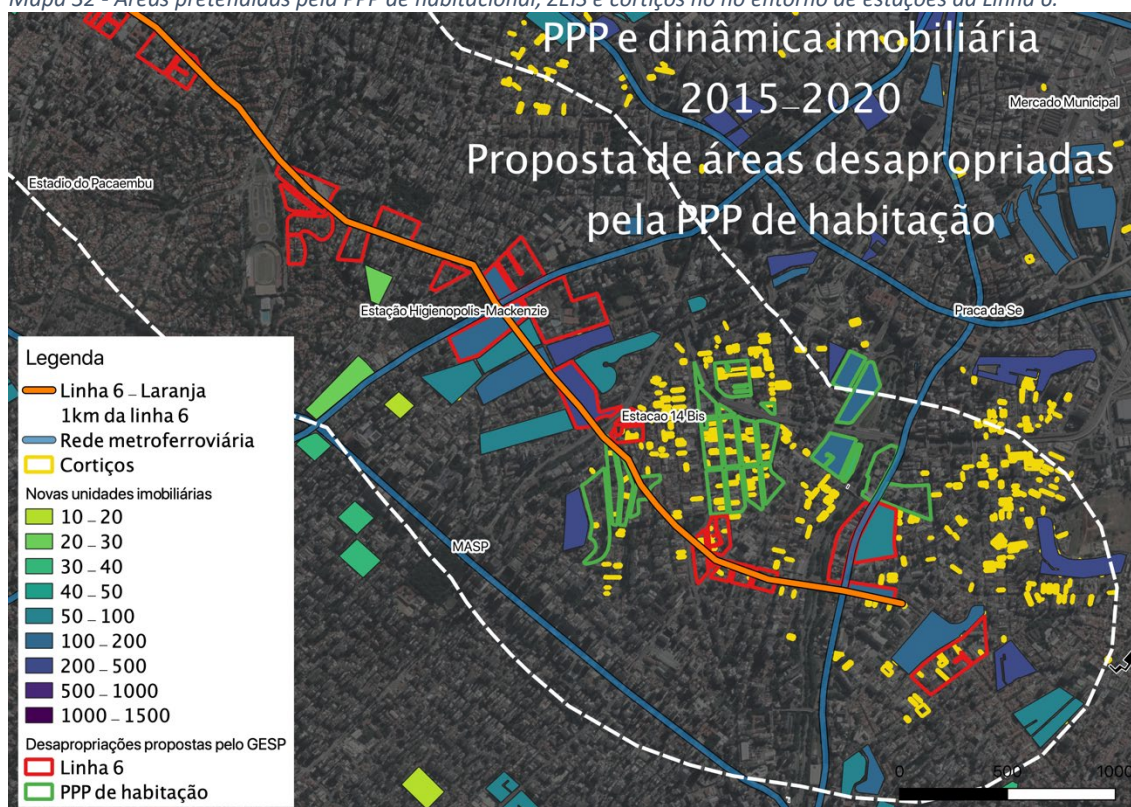 Mapa 32 - Áreas pretendidas pela PPP de habitacional, ZEIS e cortiços no no entorno de estações da Linha 6.
PPP e dinâmica imobiliária
2015–2020
Proposta de áreas desapropriadas
pela PPP de habitação
Mercado Municipal
Estadio do Pacaembu
Estação Higienopolis-Mackenzie
Praca da Se
Estacao 14 Bis
MASP
Legenda
Linha 6 – Laranja
1km da linha 6
Rede metroferroviária
Cortiços
Novas unidades imobiliárias
10 – 20
20 – 30
30 – 40
40 – 50
50 – 100
100 – 200
200 – 500
500 – 1000
1000 – 1500
Desapropriações propostas pelo GESP
Linha 6
PPP de habitação
0 500 1000